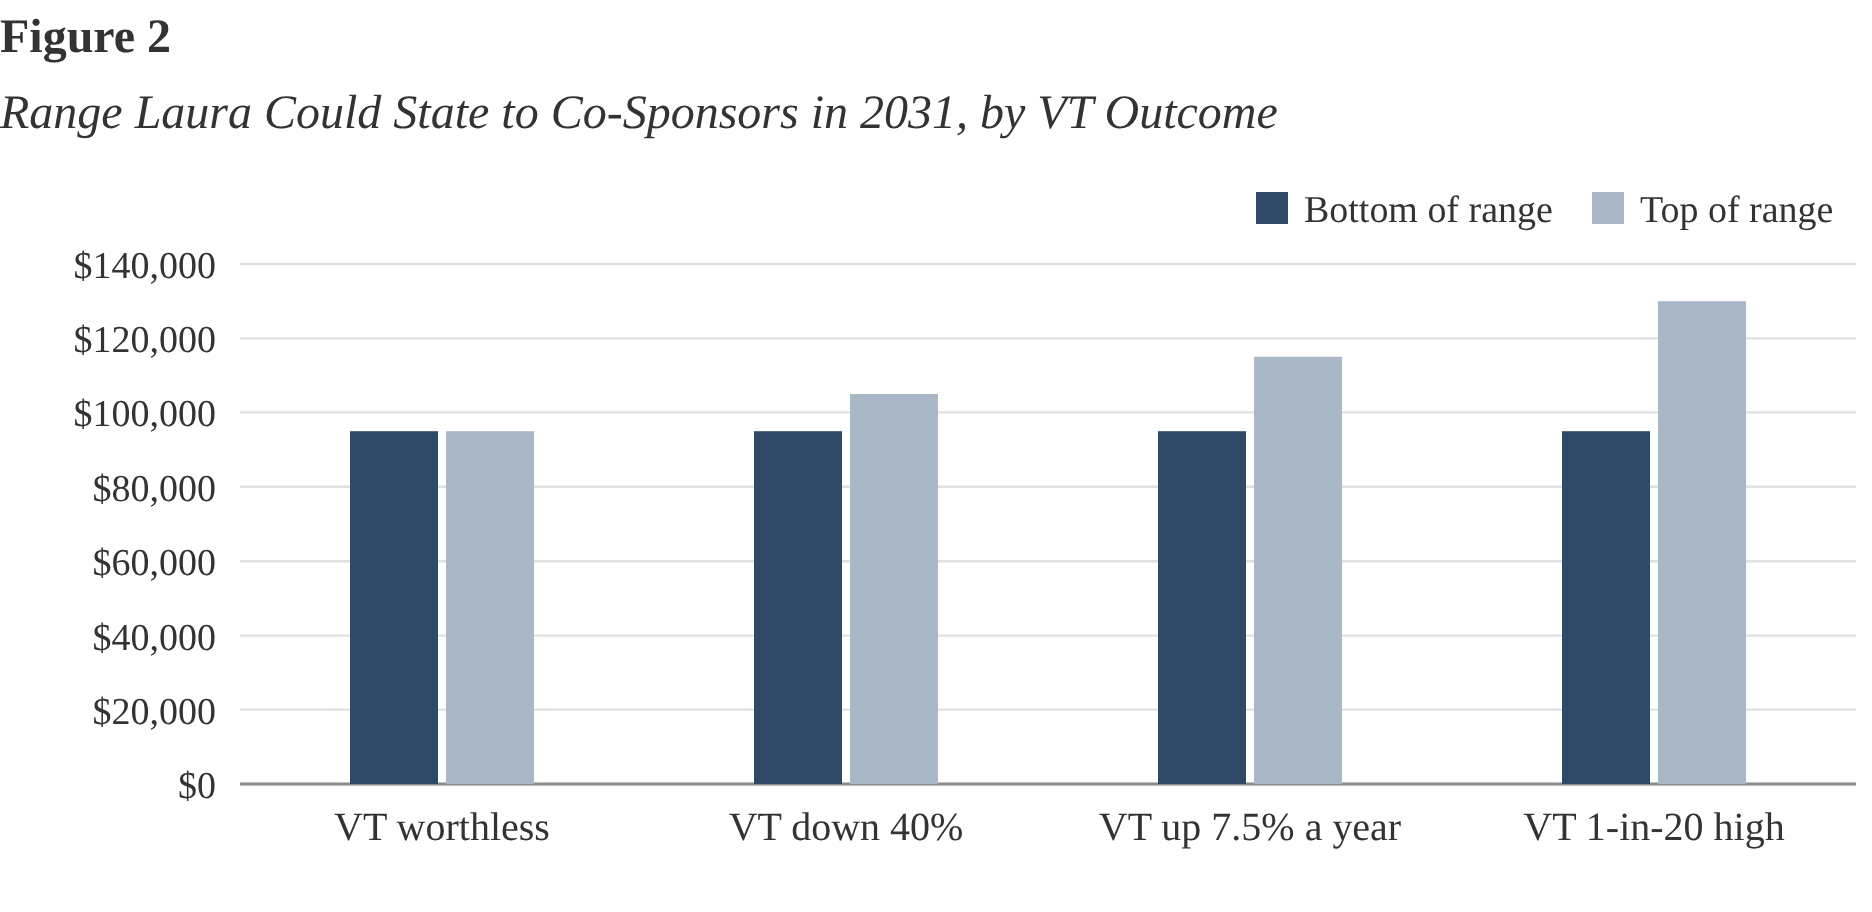 Figure 2
Range Laura Could State to Co-Sponsors in 2031, by VT Outcome
Bottom of range Top of range
$140,000
$120,000
$100,000
$80,000
$60,000
$40,000
$20,000
$0
VT worthless VT down 40% VT up 7.5% a year VT 1-in-20 high